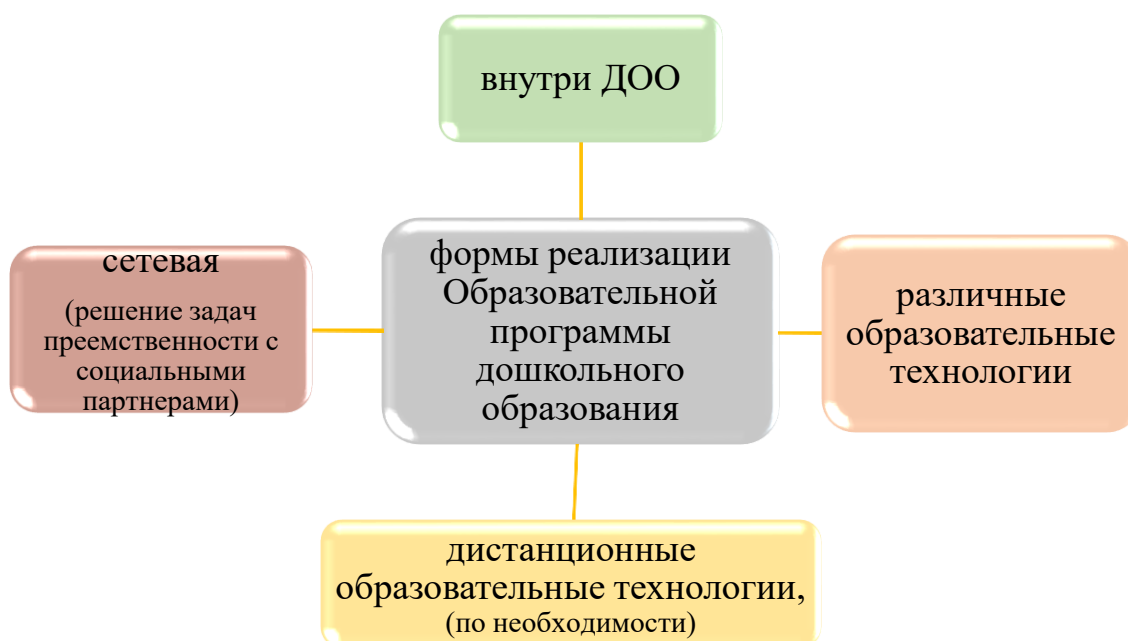 внутри ДОО
сетевая
(решение задач
преемственности с
социальными
партнерами)
формы реализации
Образовательной
программы
дошкольного
образования
различные
образовательные
технологии
дистанционные
образовательные технологии,
(по необходимости)